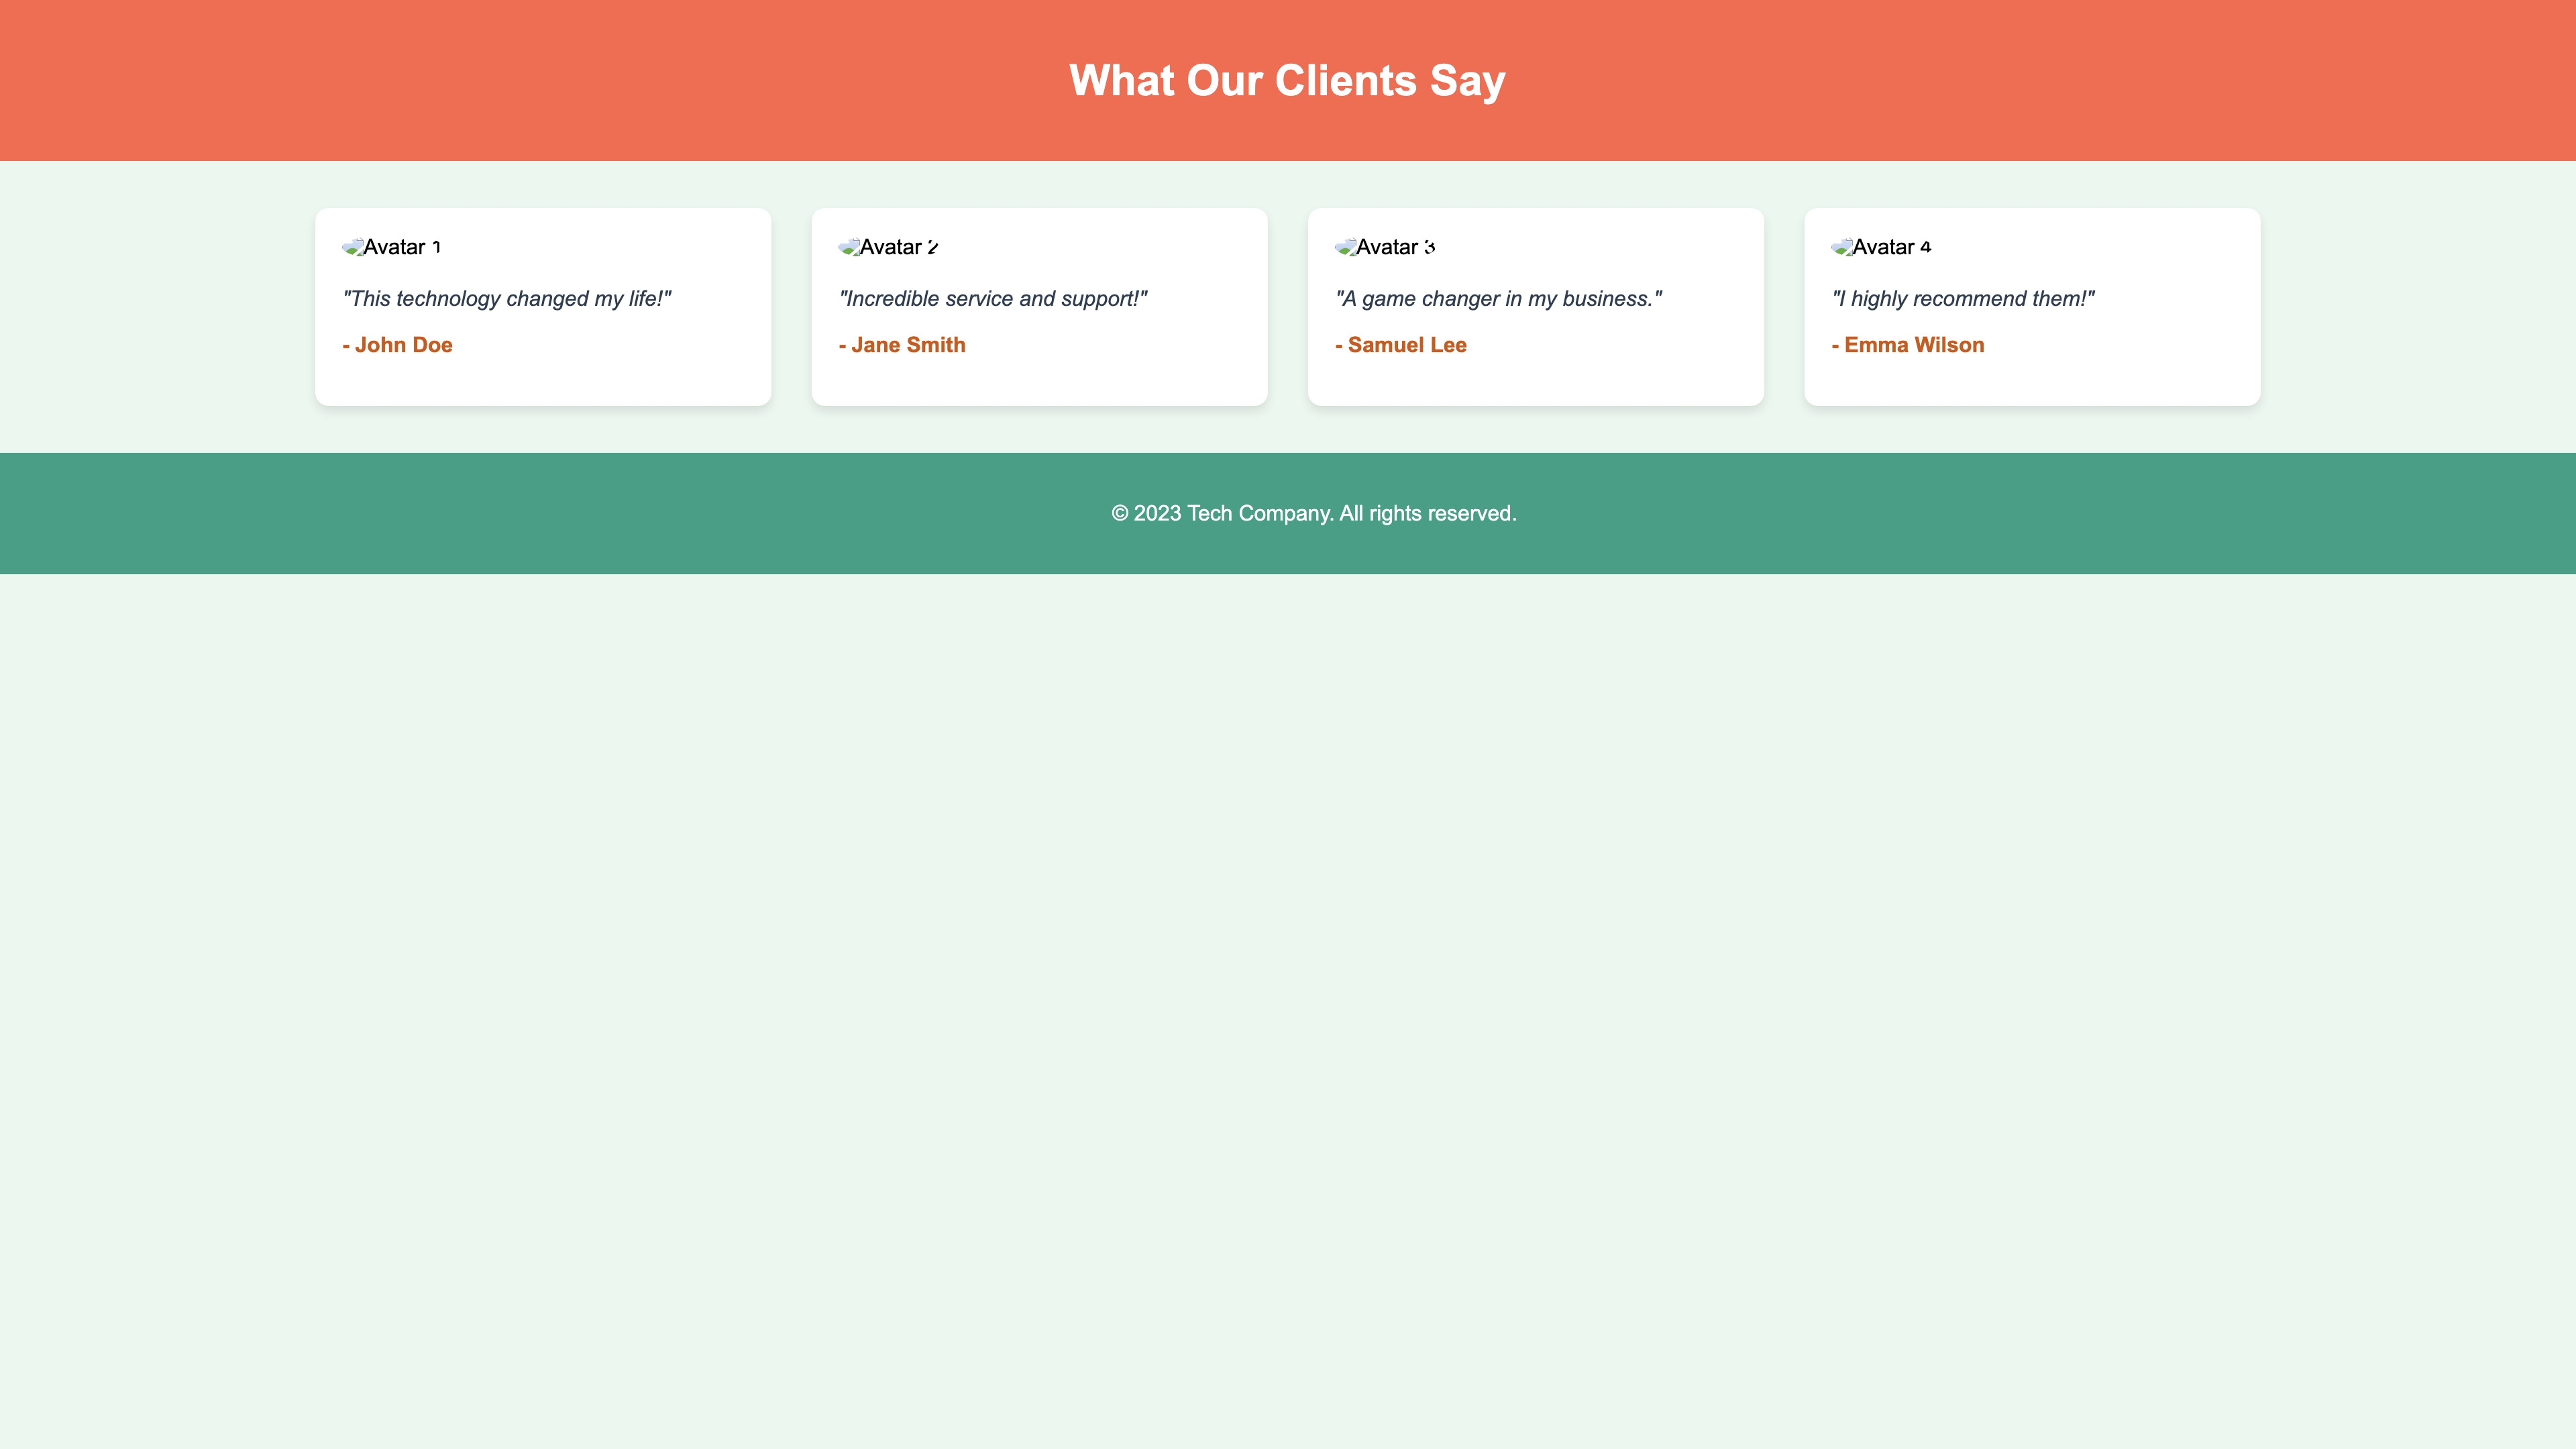 What Our Clients Say
Avatar 1
"This technology changed my life!"
- John Doe
Avatar 2
"Incredible service and support!"
- Jane Smith
Avatar 3
"A game changer in my business."
- Samuel Lee
Avatar 4
"I highly recommend them!"
- Emma Wilson
© 2023 Tech Company. All rights reserved.